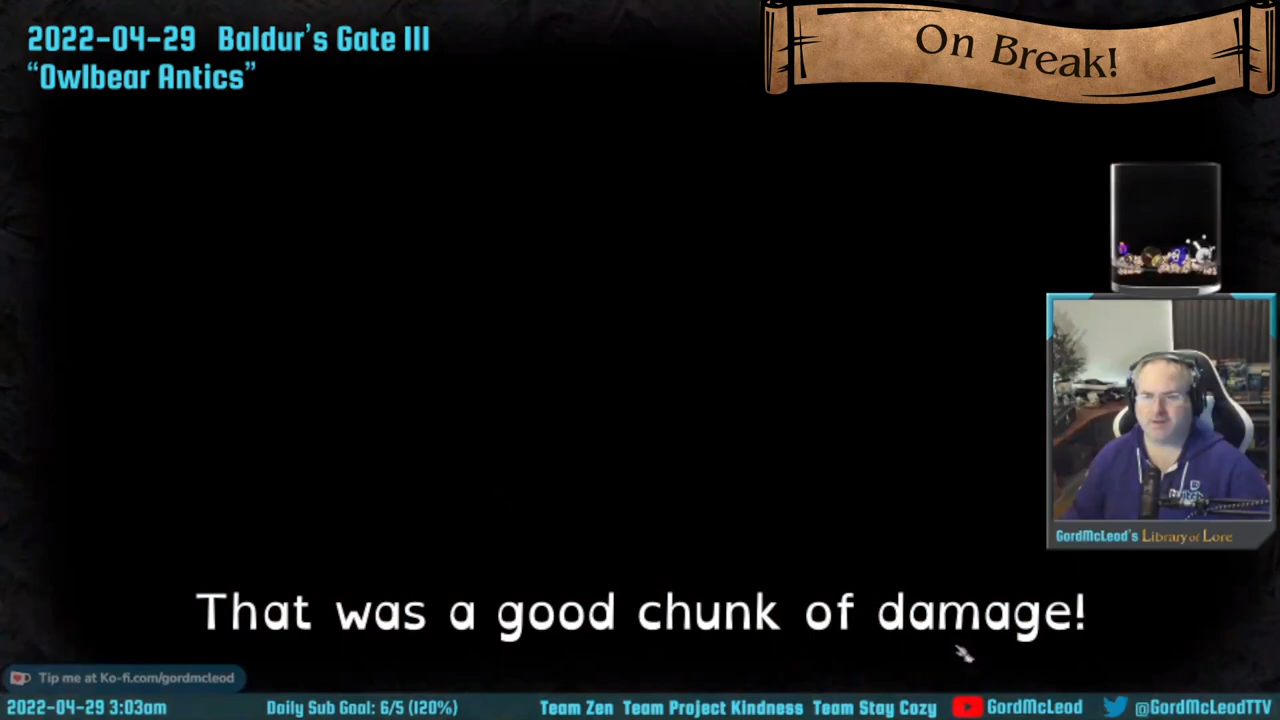 2022-04-29 Baldur's Gate III
"Owlbear Antics"
On Break!
GordMcLeod's Library of Lore
That was a good chunk of damage!
Tip me at Ko-fi.com/gordmcleod
2022-04-29 3:03am
Daily Sub Goal: 6/5 (120%)
Team Zen Team Project Kindness Team Stay Cozy
GordMcLeod
@GordMcLeodTTV